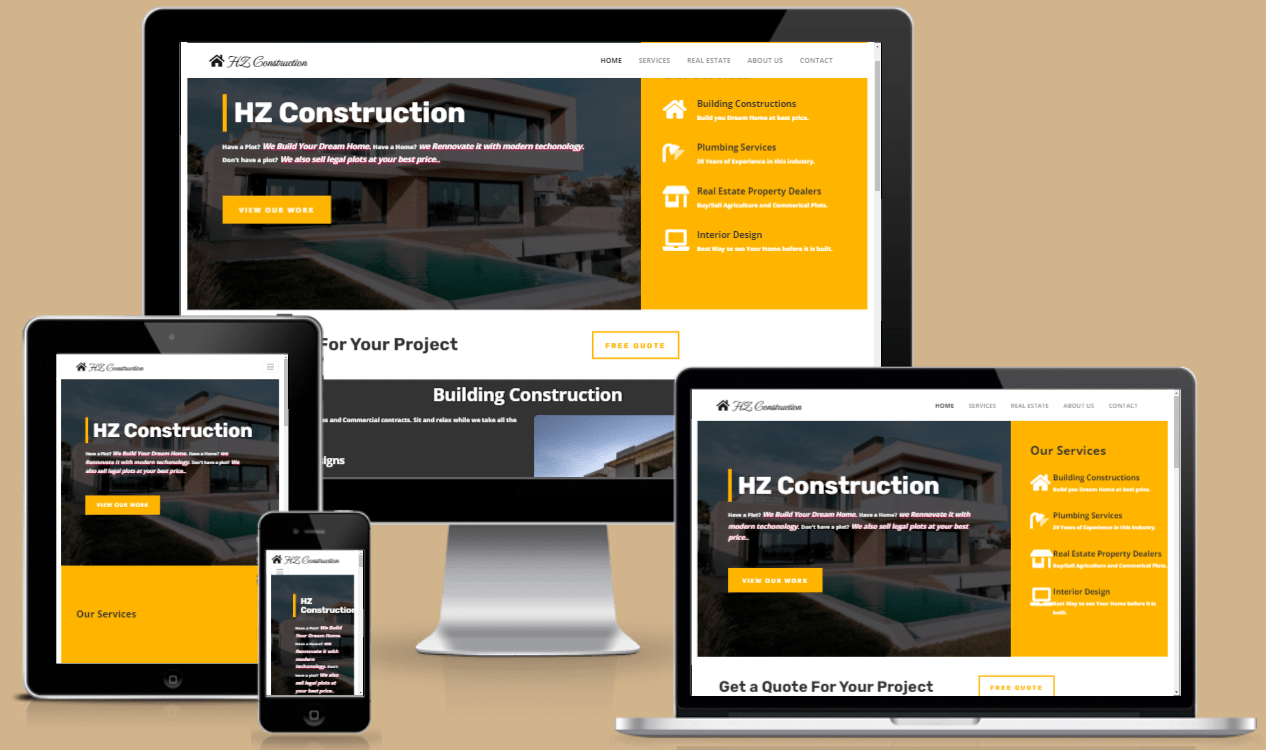 HZ Construction
HOME SERVICES REAL ESTATE ABOUT US CONTACT
HZ Construction
Have a Plot? We Build Your Dream Home. Have a Home? we Rennovate it with modern techonology.
Don't have a plot? We also sell legal plots at your best price..
VIEW OUR WORK
Building Constructions
Build you Dream Home at best price.
Plumbing Services
20 Years of Experience in this industry.
Real Estate Property Dealers
Buy/Sell Agriculture and Commerical Plots.
Interior Design
Best Way to see Your Home before it is built.
For Your Project
FREE QUOTE
Building Construction
and Commercial contracts. Sit and relax while we take all the
igns
HZ Construction
HZ Construction
Have a Plot? We Build Your Dream Home. Have a Home? we
Rennovate it with modern techonology. Don't have a plot? We
also sell legal plots at your best price..
VIEW OUR WORK
Our Services
HZ Construction
HZ
Construction
Have a Plot? We Build
Your Dream Home.
Have a Home? we
Rennovate it with
modern
techonology. Don't
have a plot? We also
sell legal plots at
your best price..
HZ Construction
HOME SERVICES REAL ESTATE ABOUT US CONTACT
HZ Construction
Have a Plot? We Build Your Dream Home. Have a Home? we Rennovate it with
modern techonology. Don't have a plot? We also sell legal plots at your best
price..
VIEW OUR WORK
Our Services
Building Constructions
Build you Dream Home at best price.
Plumbing Services
20 Years of Experience in this industry.
Real Estate Property Dealers
Buy/Sell Agriculture and Commerical Plots.
Interior Design
Best Way to see Your Home before it is
built.
Get a Quote For Your Project
FREE QUOTE